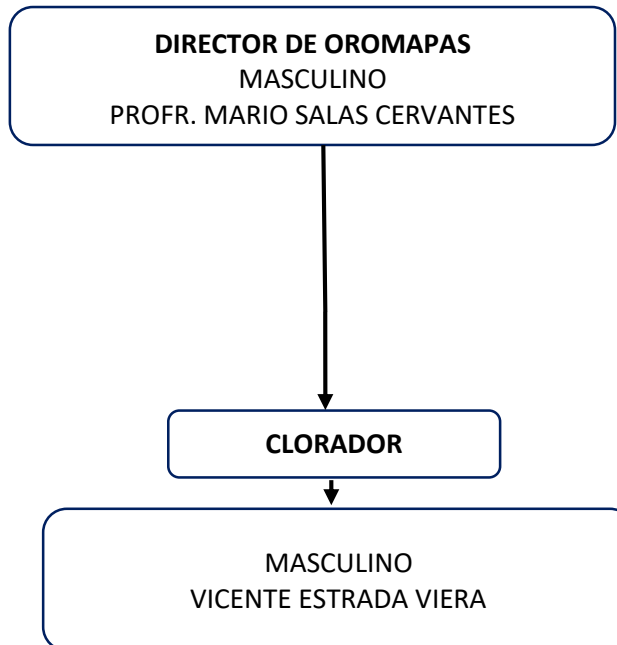 DIRECTOR DE OROMAPAS
MASCULINO
PROFR. MARIO SALAS CERVANTES
CLORADOR
MASCULINO
VICENTE ESTRADA VIERA